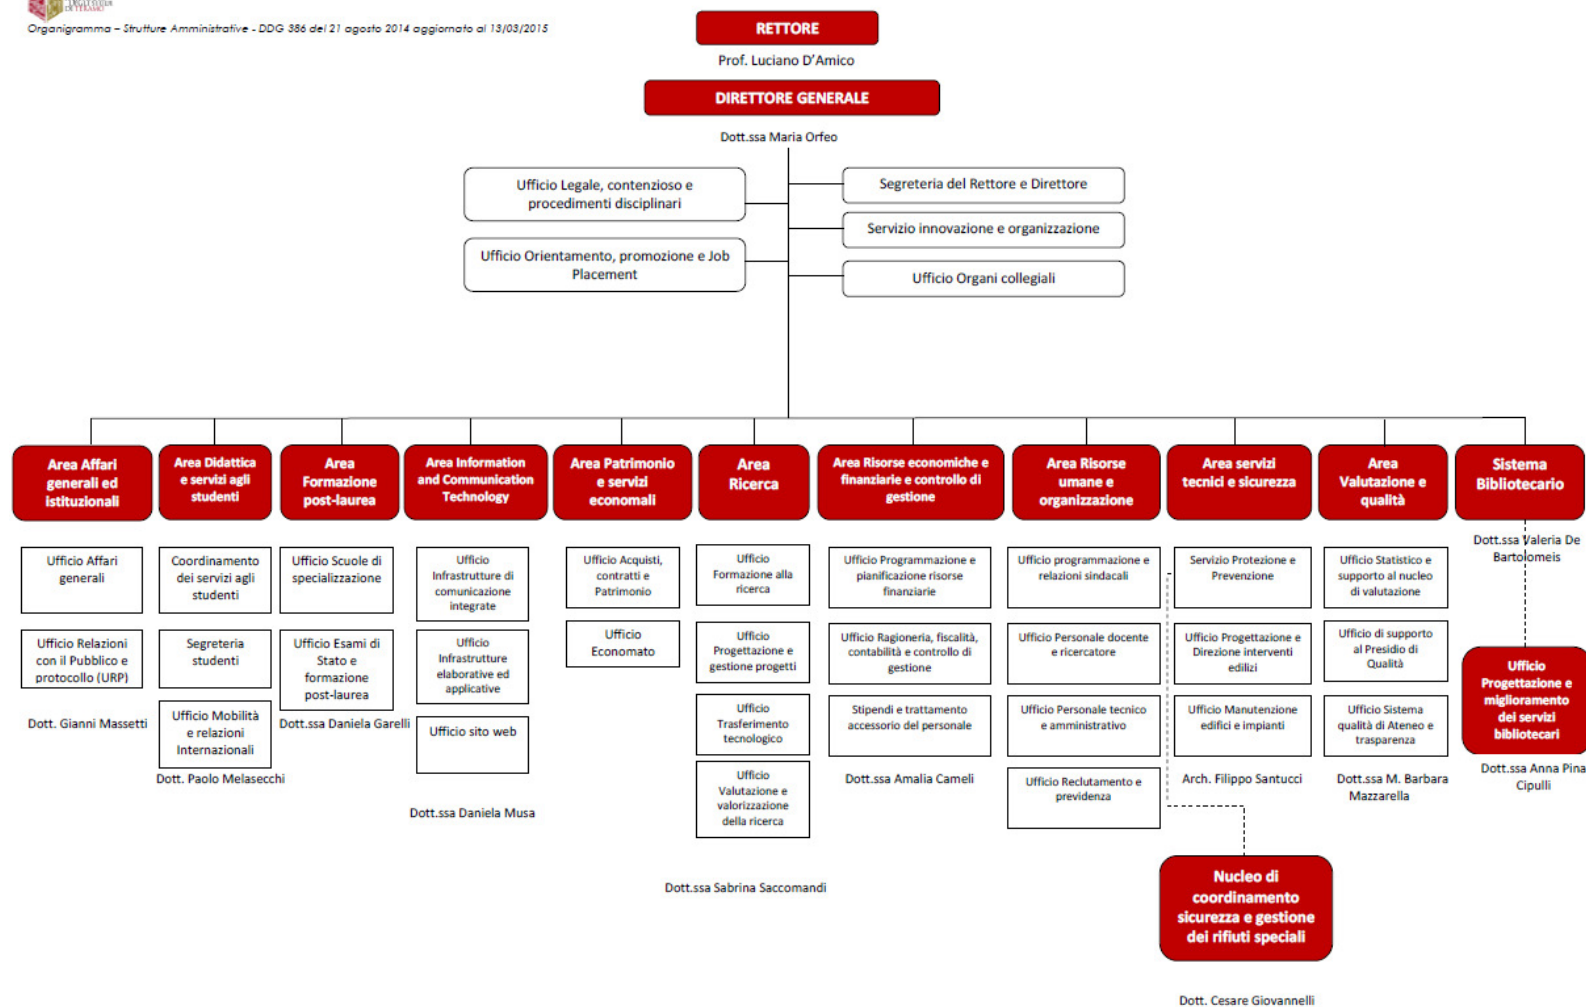 DEGLI STUDI
DI TERAMO
Organigramma – Strutture Amministrative - DDG 386 del 21 agosto 2014 aggiornato al 13/03/2015
RETTORE
Prof. Luciano D'Amico
DIRETTORE GENERALE
Dott.ssa Maria Orfeo
Ufficio Legale, contenzioso e
procedimenti disciplinari
Segreteria del Rettore e Direttore
Servizio innovazione e organizzazione
Ufficio Orientamento, promozione e Job
Placement
Ufficio Organi collegiali
Area Affari
generali ed
istituzionali
Ufficio Affari
generali
Ufficio Relazioni
con il Pubblico e
protocollo (URP)
Dott. Gianni Massetti
Area Didattica
e servizi agli
studenti
Coordinamento
dei servizi agli
studenti
Segreteria
studenti
Ufficio Mobilità
e relazioni
Internazionali
Dott. Paolo Melasecchi
Area
Formazione
post-laurea
Ufficio Scuole di
specializzazione
Ufficio Esami di
Stato e
formazione
post-laurea
Dott.ssa Daniela Garelli
Area Information
and Communication
Technology
Ufficio
Infrastrutture di
comunicazione
integrate
Ufficio
Infrastrutture
elaborative ed
applicative
Ufficio sito web
Dott.ssa Daniela Musa
Area Patrimonio
e servizi
economali
Ufficio Acquisti,
contratti e
Patrimonio
Ufficio
Economato
Area
Ricerca
Ufficio
Formazione alla
ricerca
Ufficio
Progettazione e
gestione progetti
Ufficio
Trasferimento
tecnologico
Ufficio
Valutazione e
valorizzazione
della ricerca
Dott.ssa Sabrina Saccomandi
Area Risorse economiche e
finanziarie e controllo di
gestione
Ufficio Programmazione e
pianificazione risorse
finanziarie
Ufficio Ragioneria, fiscalità,
contabilità e controllo di
gestione
Stipendi e trattamento
accessorio del personale
Dott.ssa Amalia Cameli
Area Risorse
umane e
organizzazione
Ufficio programmazione e
relazioni sindacali
Ufficio Personale docente
e ricercatore
Ufficio Personale tecnico
e amministrativo
Ufficio Reclutamento e
previdenza
Area servizi
tecnici e sicurezza
Servizio Protezione e
Prevenzione
Ufficio Progettazione e
Direzione interventi
edilizi
Ufficio Manutenzione
edifici e impianti
Arch. Filippo Santucci
Nucleo di
coordinamento
sicurezza e gestione
dei rifiuti speciali
Dott. Cesare Giovannelli
Area
Valutazione e
qualità
Ufficio Statistico e
supporto al nucleo
di valutazione
Ufficio di supporto
al Presidio di
Qualità
Ufficio Sistema
qualità di Ateneo e
trasparenza
Dott.ssa M. Barbara
Mazzarella
Sistema
Bibliotecario
Dott.ssa Valeria De
Bartolomeis
Ufficio
Progettazione e
miglioramento
dei servizi
bibliotecari
Dott.ssa Anna Pina
Cipulli